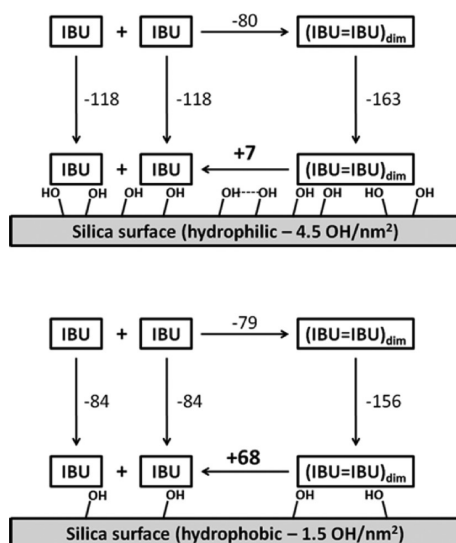 IBU + IBU -80 (IBU=IBU)dim
-118 -118 -163
IBU + IBU +7 (IBU=IBU)dim
HO OH OH OH OH----OH OH OH HO OH
Silica surface (hydrophilic – 4.5 OH/nm²)
IBU + IBU -79 (IBU=IBU)dim
-84 -84 -156
IBU + IBU +68 (IBU=IBU)dim
OH OH OH HO
Silica surface (hydrophobic – 1.5 OH/nm²)